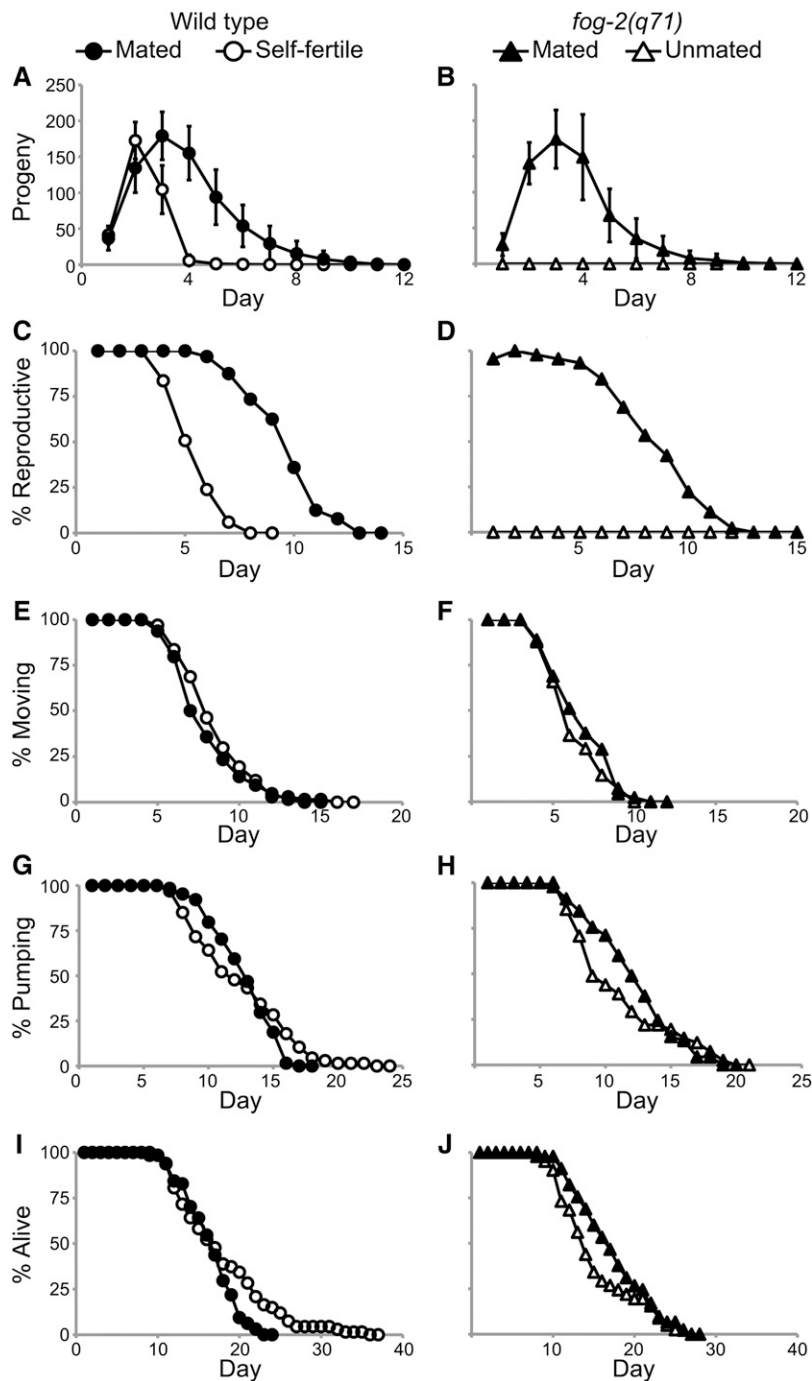 Wild type fog-2(q71)
Mated Self-fertile Mated Unmated
A B
250
200
150
100
50
0
Progeny
0 4 8 12 4 8 12
Day Day
C D
100
75
50
25
0
% Reproductive
0 5 10 15 5 10 15
Day Day
E F
100
75
50
25
0
% Moving
0 5 10 15 20 5 10 15 20
Day Day
G H
100
75
50
25
0
% Pumping
0 5 10 15 20 25 5 10 15 20 25
Day Day
I J
100
75
50
25
0
% Alive
0 10 20 30 40 10 20 30 40
Day Day